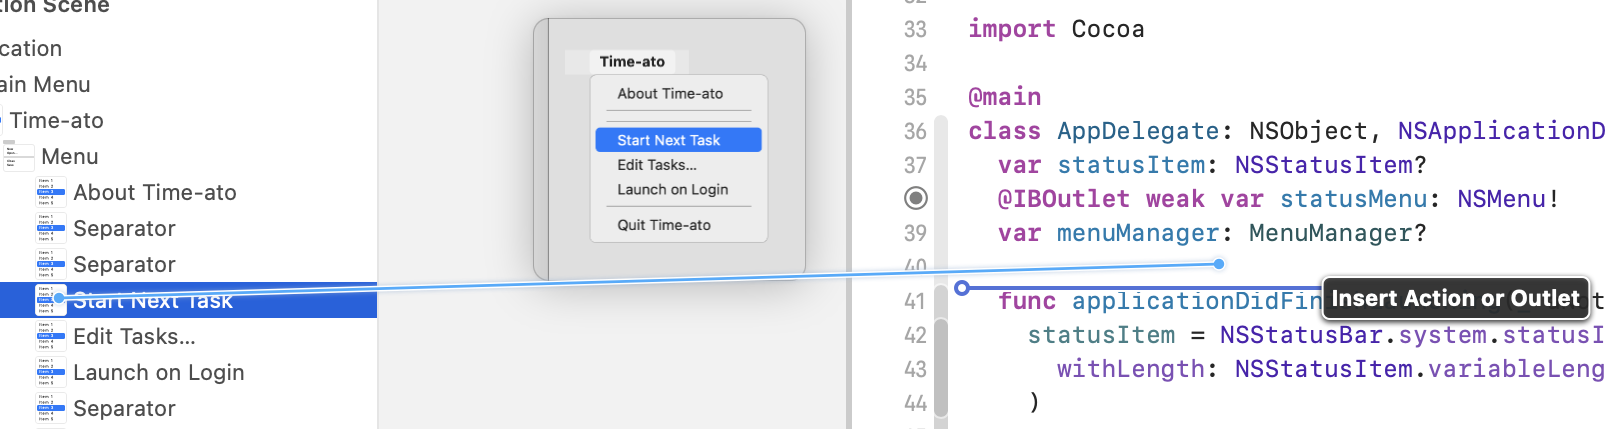 tion Scene
cation
ain Menu
Time-ato
Menu
About Time-ato
Separator
Separator
Start Next Task
Edit Tasks...
Launch on Login
Separator
Time-ato
About Time-ato
Start Next Task
Edit Tasks...
Launch on Login
Quit Time-ato
33 import Cocoa
34
35 @main
36 class AppDelegate: NSObject, NSApplicationD
37 var statusItem: NSStatusItem?
@IBOutlet weak var statusMenu: NSMenu!
39 var menuManager: MenuManager?
40
41 func applicationDidFin
Insert Action or Outlet
42 statusItem = NSStatusBar.system.statusI
43 withLength: NSStatusItem.variableLeng
44 )